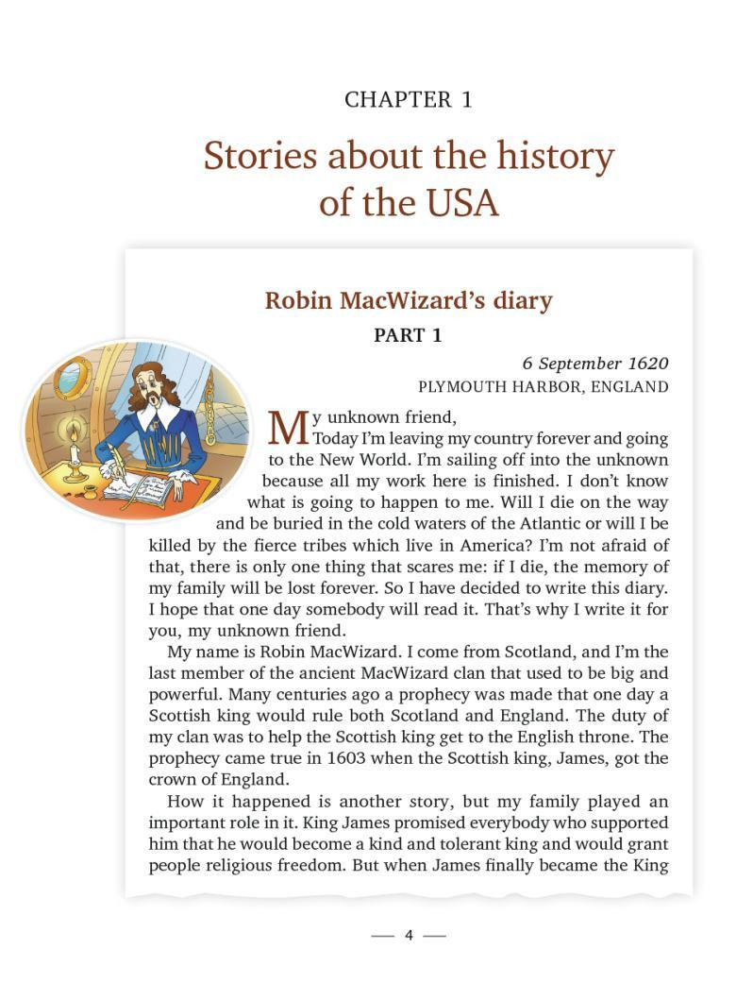 CHAPTER 1
Stories about the history
of the USA
Robin MacWizard's diary
PART 1
6 September 1620
PLYMOUTH HARBOR, ENGLAND
My unknown friend,
Today I'm leaving my country forever and going
to the New World. I'm sailing off into the unknown
because all my work here is finished. I don't know
what is going to happen to me. Will I die on the way
and be buried in the cold waters of the Atlantic or will I be
killed by the fierce tribes which live in America? I'm not afraid of
that, there is only one thing that scares me: if I die, the memory of
my family will be lost forever. So I have decided to write this diary.
I hope that one day somebody will read it. That's why I write it for
you, my unknown friend.
My name is Robin MacWizard. I come from Scotland, and I'm the
last member of the ancient MacWizard clan that used to be big and
powerful. Many centuries ago a prophecy was made that one day a
Scottish king would rule both Scotland and England. The duty of
my clan was to help the Scottish king get to the English throne. The
prophecy came true in 1603 when the Scottish king, James, got the
crown of England.
How it happened is another story, but my family played an
important role in it. King James promised everybody who supported
him that he would become a kind and tolerant king and would grant
people religious freedom. But when James finally became the King
4